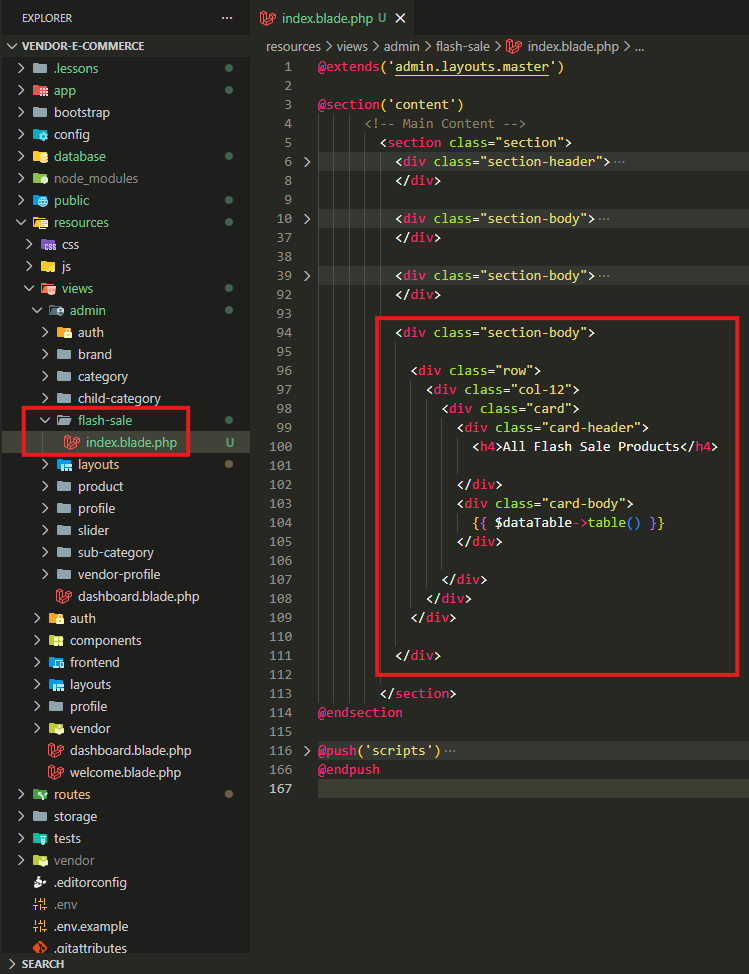 EXPLORER ...
VENDOR-E-COMMERCE
.lessons
app
bootstrap
config
database
node_modules
public
resources
css
js
views
admin
auth
brand
category
child-category
flash-sale
index.blade.php U
layouts
product
profile
slider
sub-category
vendor-profile
dashboard.blade.php
auth
components
frontend
layouts
profile
vendor
dashboard.blade.php
welcome.blade.php
routes
storage
tests
vendor
.editorconfig
.env
.env.example
.gitattributes
SEARCH
index.blade.php U
resources > views > admin > flash-sale > index.blade.php > ...
1 @extends('admin.layouts.master')
2
3 @section('content')
4 <!-- Main Content -->
5 <section class="section">
6 <div class="section-header"> ...
8 </div>
9
10 <div class="section-body"> ...
37 </div>
38
39 <div class="section-body"> ...
92 </div>
93
94 <div class="section-body">
95
96 <div class="row">
97 <div class="col-12">
98 <div class="card">
99 <div class="card-header">
100 <h4>All Flash Sale Products</h4>
101
102 </div>
103 <div class="card-body">
104 {{ $dataTable->table() }}
105 </div>
106
107 </div>
108 </div>
109 </div>
110
111 </div>
112
113 </section>
114 @endsection
115
116 @push('scripts') ...
166 @endpush
167